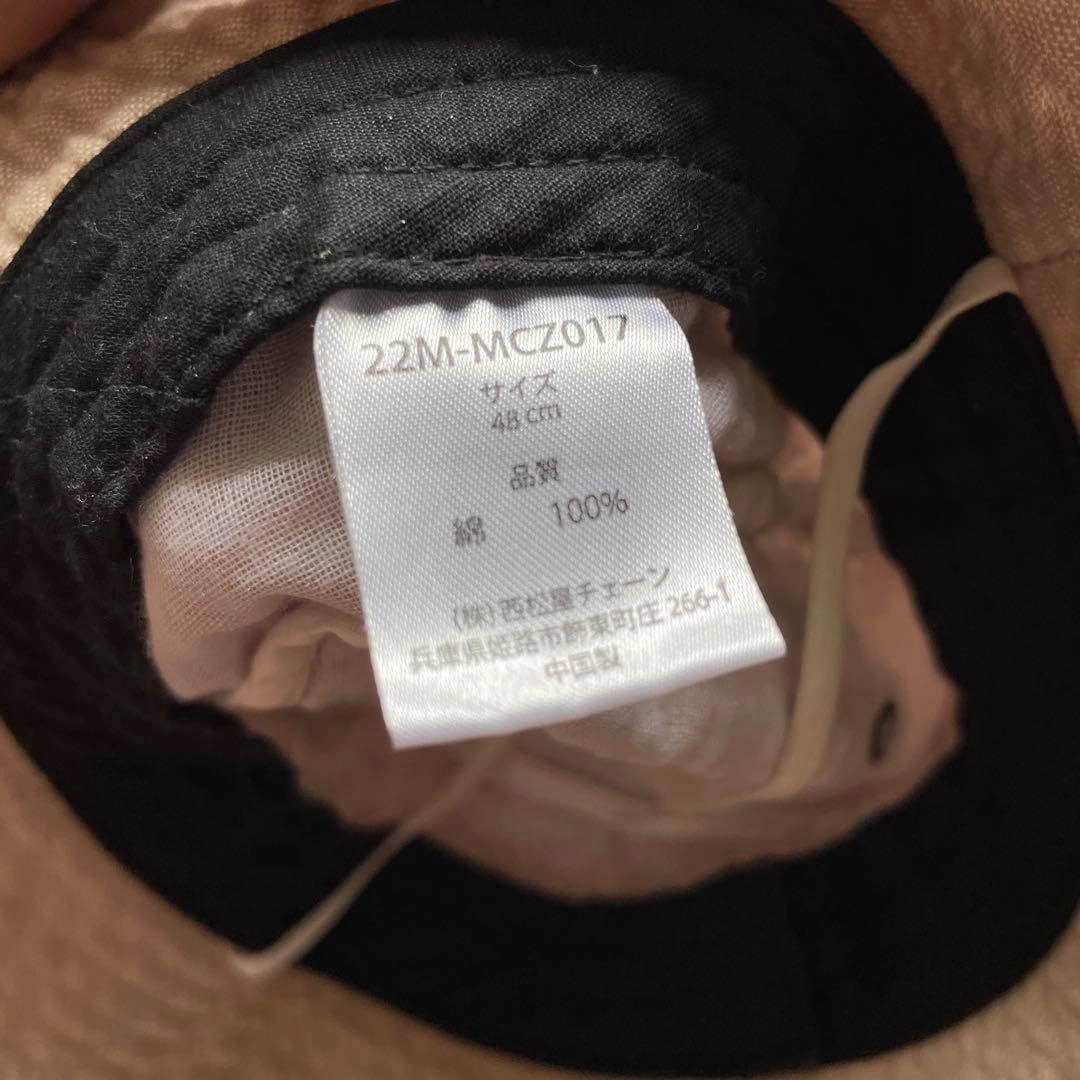 22M-MCZ017
サイズ
48 cm
品質
綿 100%
(株) 西松屋チェーン
兵庫県姫路市飾東町庄 266-1
中国製